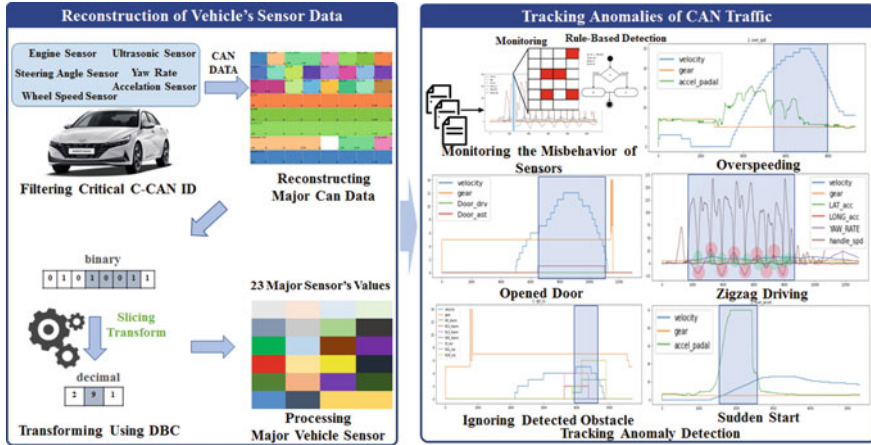 Reconstruction of Vehicle's Sensor Data
Engine Sensor Ultrasonic Sensor
Steering Angle Sensor Yaw Rate
Accelation Sensor
Wheel Speed Sensor
CAN
DATA
Filtering Critical C-CAN ID
Reconstructing
Major Can Data
binary
0 1 0 1 0 0 1 1
Slicing
Transform
decimal
2 9 1
Transforming Using DBC
23 Major Sensor's Values
Processing
Major Vehicle Sensor
Tracking Anomalies of CAN Traffic
Monitoring
Rule-Based Detection
Monitoring the Misbehavior of
Sensors
velocity
gear
accel_padal
Overspeeding
velocity
gear
Door_drv
Door_ast
Opened Door
velocity
gear
LAT_acc
LONG_acc
YAW_RATE
handle_spd
Zigzag Driving
velocity
gear
Ignoring Detected Obstacle
velocity
gear
accel_padal
Sudden Start
Tracking Anomaly Detection